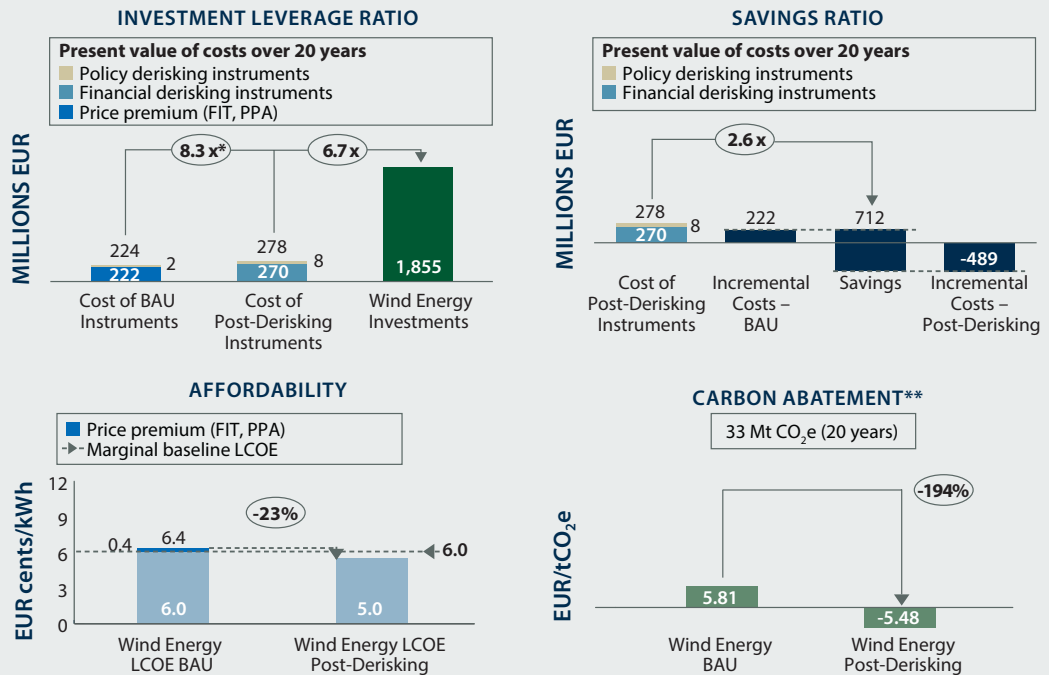 INVESTMENT LEVERAGE RATIO
Present value of costs over 20 years
Policy derisking instruments
Financial derisking instruments
Price premium (FIT, PPA)
MILLIONS EUR
8.3 x*
6.7 x
224
2
222
278
8
270
1,855
Cost of BAU
Instruments
Cost of
Post-Derisking
Instruments
Wind Energy
Investments
SAVINGS RATIO
Present value of costs over 20 years
Policy derisking instruments
Financial derisking instruments
MILLIONS EUR
2.6 x
278
8
270
222
712
-489
Cost of
Post-Derisking
Instruments
Incremental
Costs –
BAU
Savings
Incremental
Costs –
Post-Derisking
AFFORDABILITY
Price premium (FIT, PPA)
Marginal baseline LCOE
EUR cents/kWh
12
9
6
3
0
-23%
0.4
6.4
6.0
6.0
5.0
Wind Energy
LCOE BAU
Wind Energy LCOE
Post-Derisking
CARBON ABATEMENT**
33 Mt CO₂e (20 years)
EUR/tCO₂e
-194%
5.81
-5.48
Wind Energy
BAU
Wind Energy
Post-Derisking